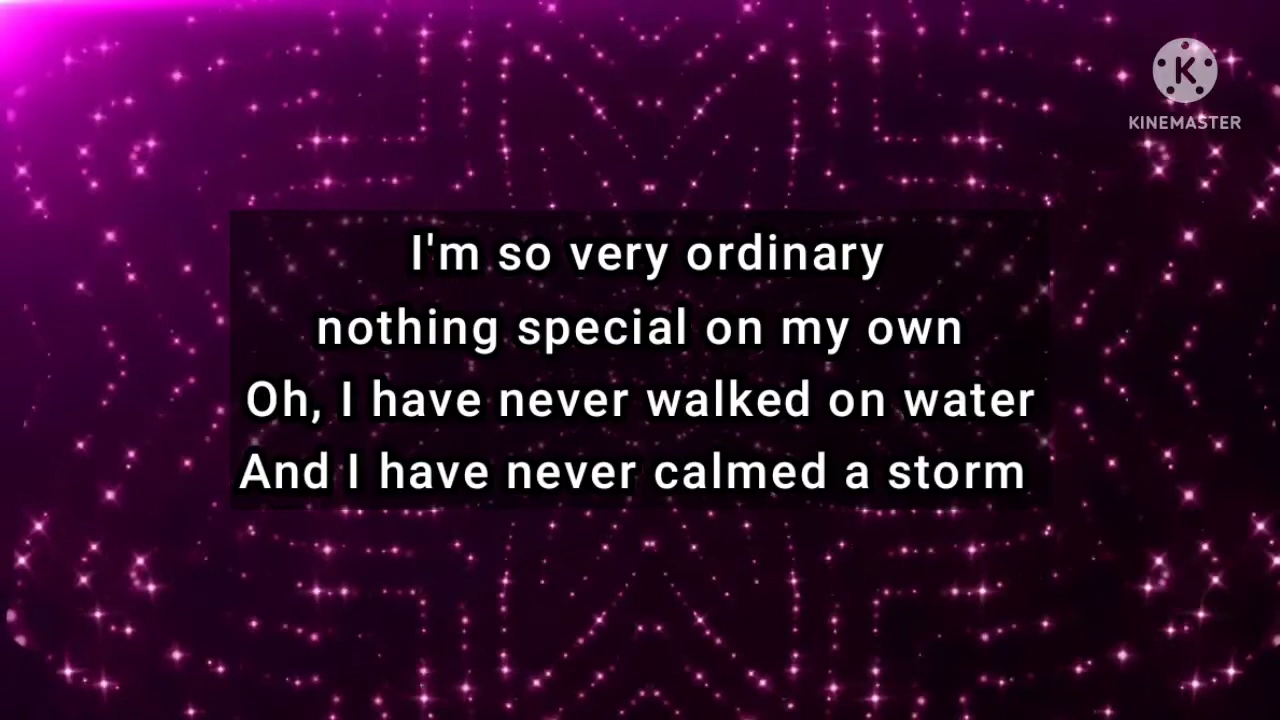 K
KINEMASTER
I'm so very ordinary
nothing special on my own
Oh, I have never walked on water
And I have never calmed a storm